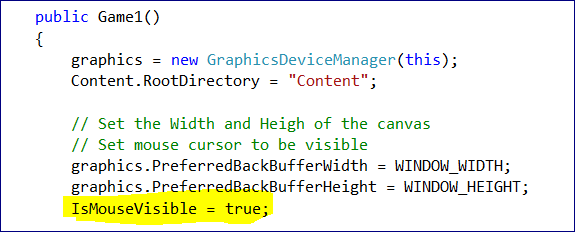 public Game1()
{
graphics = new GraphicsDeviceManager(this);
Content.RootDirectory = "Content";
// Set the Width and Heigh of the canvas
// Set mouse cursor to be visible
graphics.PreferredBackBufferWidth = WINDOW_WIDTH;
graphics.PreferredBackBufferHeight = WINDOW_HEIGHT;
IsMouseVisible = true;